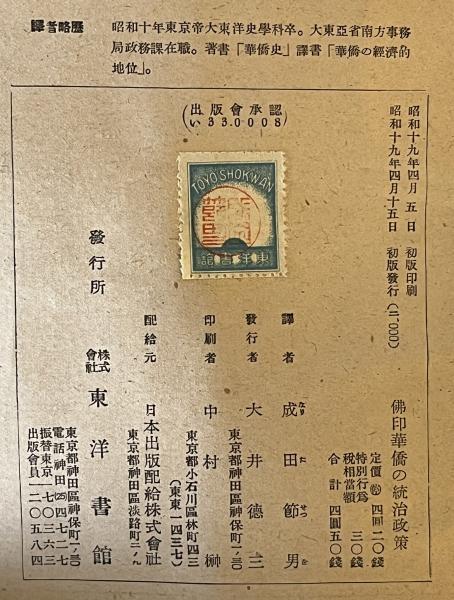 譯者略歷
昭和十年東京帝大東洋史學科卒。大東亞省南方事務
局政務課在職。著書「華僑史」譯書「華僑の經濟的
地位」。
(出版會承認
い330008)
昭和十九年四月五日 初版印刷
昭和十九年四月十五日 初版發行
TOYO SHOKWAN
東洋書館
佛印華僑の統治政策
定價 四圓二〇錢
特別行爲
稅相當額 三〇錢
合計 四圓五〇錢
譯者 成田節男
なりたせつお
發行者 大井德三
東京都神田區神保町一ノ三〇
印刷者 中村榊
東京都小石川區林町四三
(東東一四三七)
配給元 日本出版配給株式會社
東京都神田區淡路町二ノ九
發行所 株式會社 東洋書館
東京都神田區神保町一ノ三〇
電話神田(25)四七二七
振替東京一七〇三六三
出版會員一二〇五八四